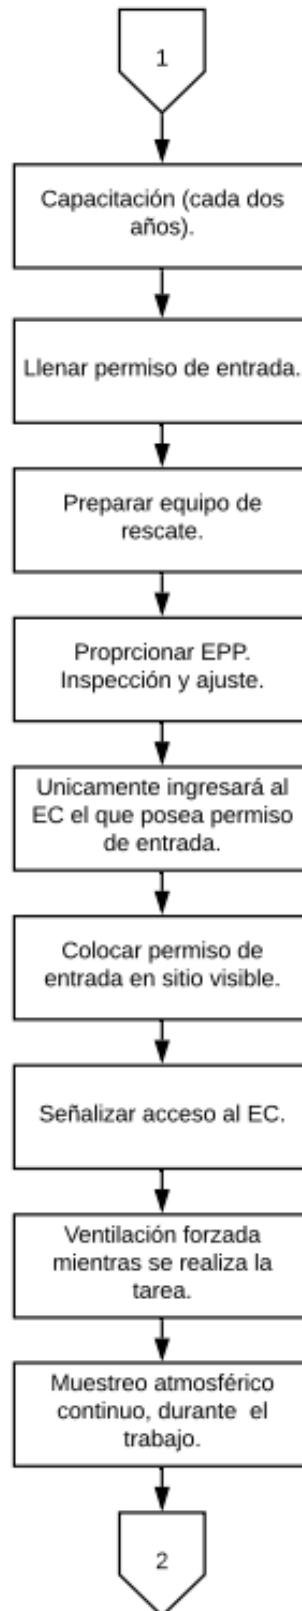 1
Capacitación (cada dos
años).
Llenar permiso de entrada.
Preparar equipo de
rescate.
Proprcionar EPP.
Inspección y ajuste.
Unicamente ingresará al
EC el que posea permiso
de entrada.
Colocar permiso de
entrada en sitio visible.
Señalizar acceso al EC.
Ventilación forzada
mientras se realiza la
tarea.
Muestreo atmosférico
continuo, durante el
trabajo.
2